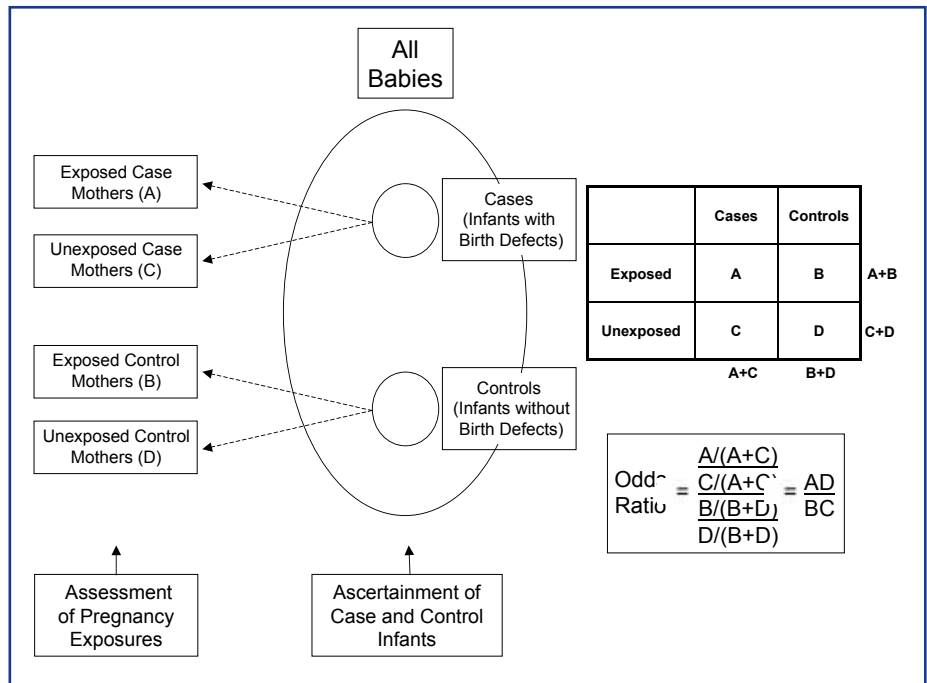 All
Babies
Exposed Case
Mothers (A)
Unexposed Case
Mothers (C)
Exposed Control
Mothers (B)
Unexposed Control
Mothers (D)
Cases
(Infants with
Birth Defects)
Controls
(Infants without
Birth Defects)
Cases Controls
Exposed A B A+B
Unexposed C D C+D
A+C B+D
A/(A+C)
C/(A+C)
B/(B+D)
D/(B+D)
Odds
Ratio
= = AD
BC
Assessment
of Pregnancy
Exposures
Ascertainment of
Case and Control
Infants